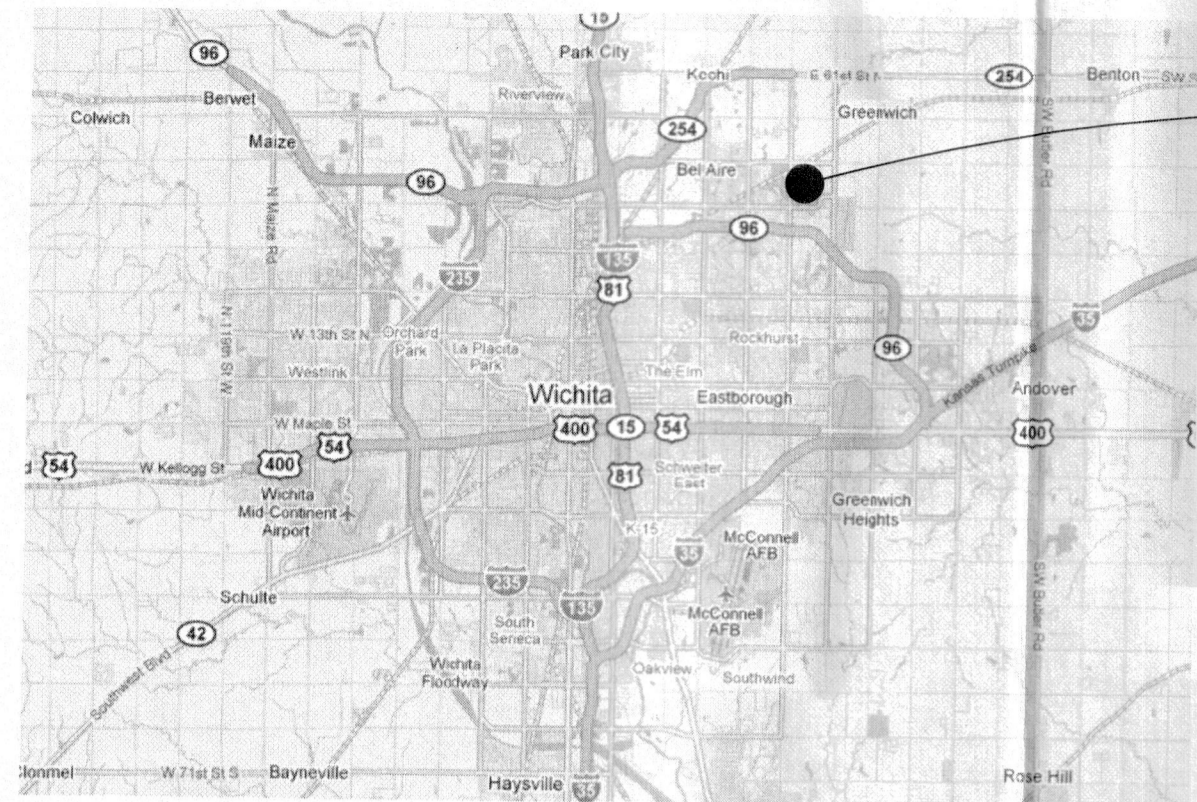 15
Park City
96
Kechi
E 61st St N
254
Benton
Berwet
Riverview
Colwich
Greenwich
Maize
254
Bel Aire
96
N Maize Rd
SW Butler Rd
96
235
135
81
N 119th St W
35
W 13th St N
Orchard
Park
La Placita
Park
Rockhurst
96
Westlink
The Elm
Kansas Turnpike
Wichita
Eastborough
Andover
W Maple St
54
400
15
54
400
54
W Kellogg St
400
81
Schweiter
East
Wichita
Mid-Continent
Airport
Greenwich
Heights
K-15
35
McConnell
AFB
235
135
Schulte
McConnell
AFB
South
Seneca
42
SW Butler Rd
Southwest Blvd
Wichita
Floodway
Oakview
Southwind
W 71st St S
Bayneville
Haysville
35
Rose Hill